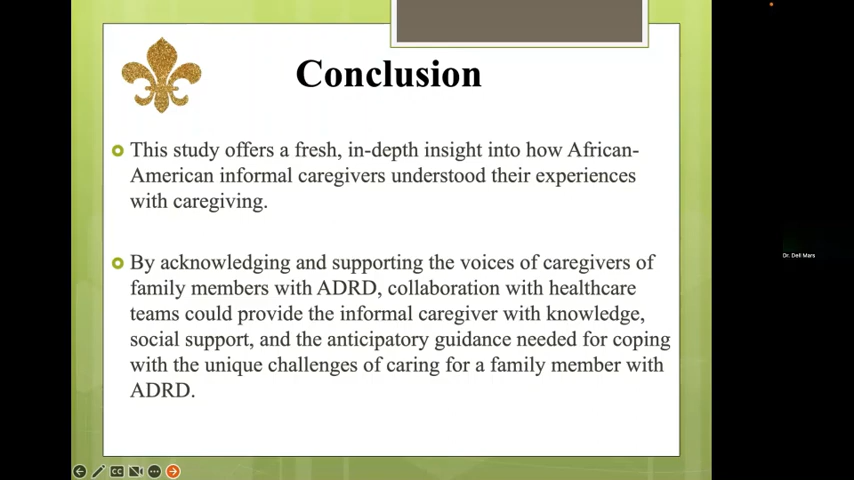 Conclusion
This study offers a fresh, in-depth insight into how African-
American informal caregivers understood their experiences
with caregiving.
By acknowledging and supporting the voices of caregivers of
family members with ADRD, collaboration with healthcare
teams could provide the informal caregiver with knowledge,
social support, and the anticipatory guidance needed for coping
with the unique challenges of caring for a family member with
ADRD.
Dr. Dell Mars
CC